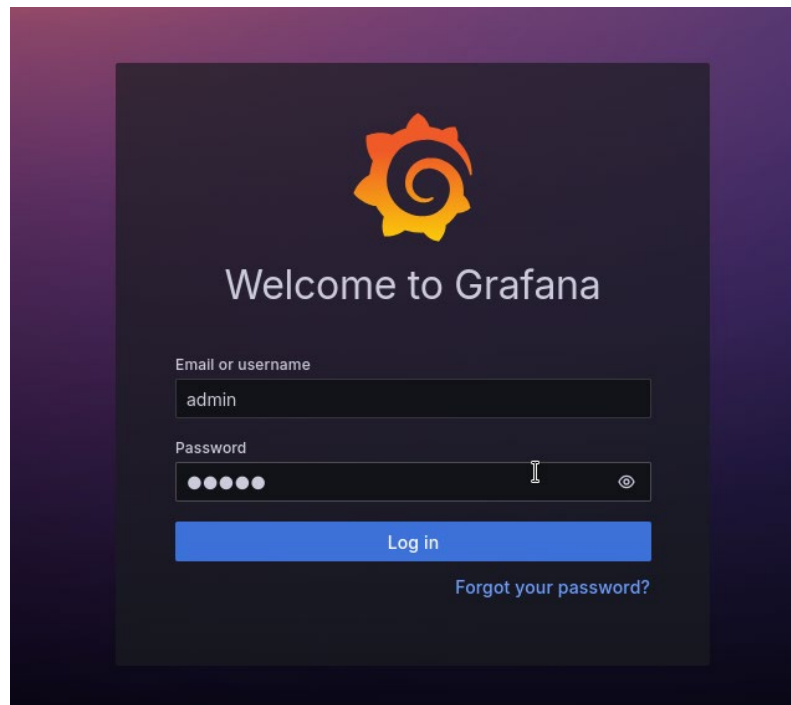 Welcome to Grafana
Email or username
admin
Password
●●●●●
Log in
Forgot your password?